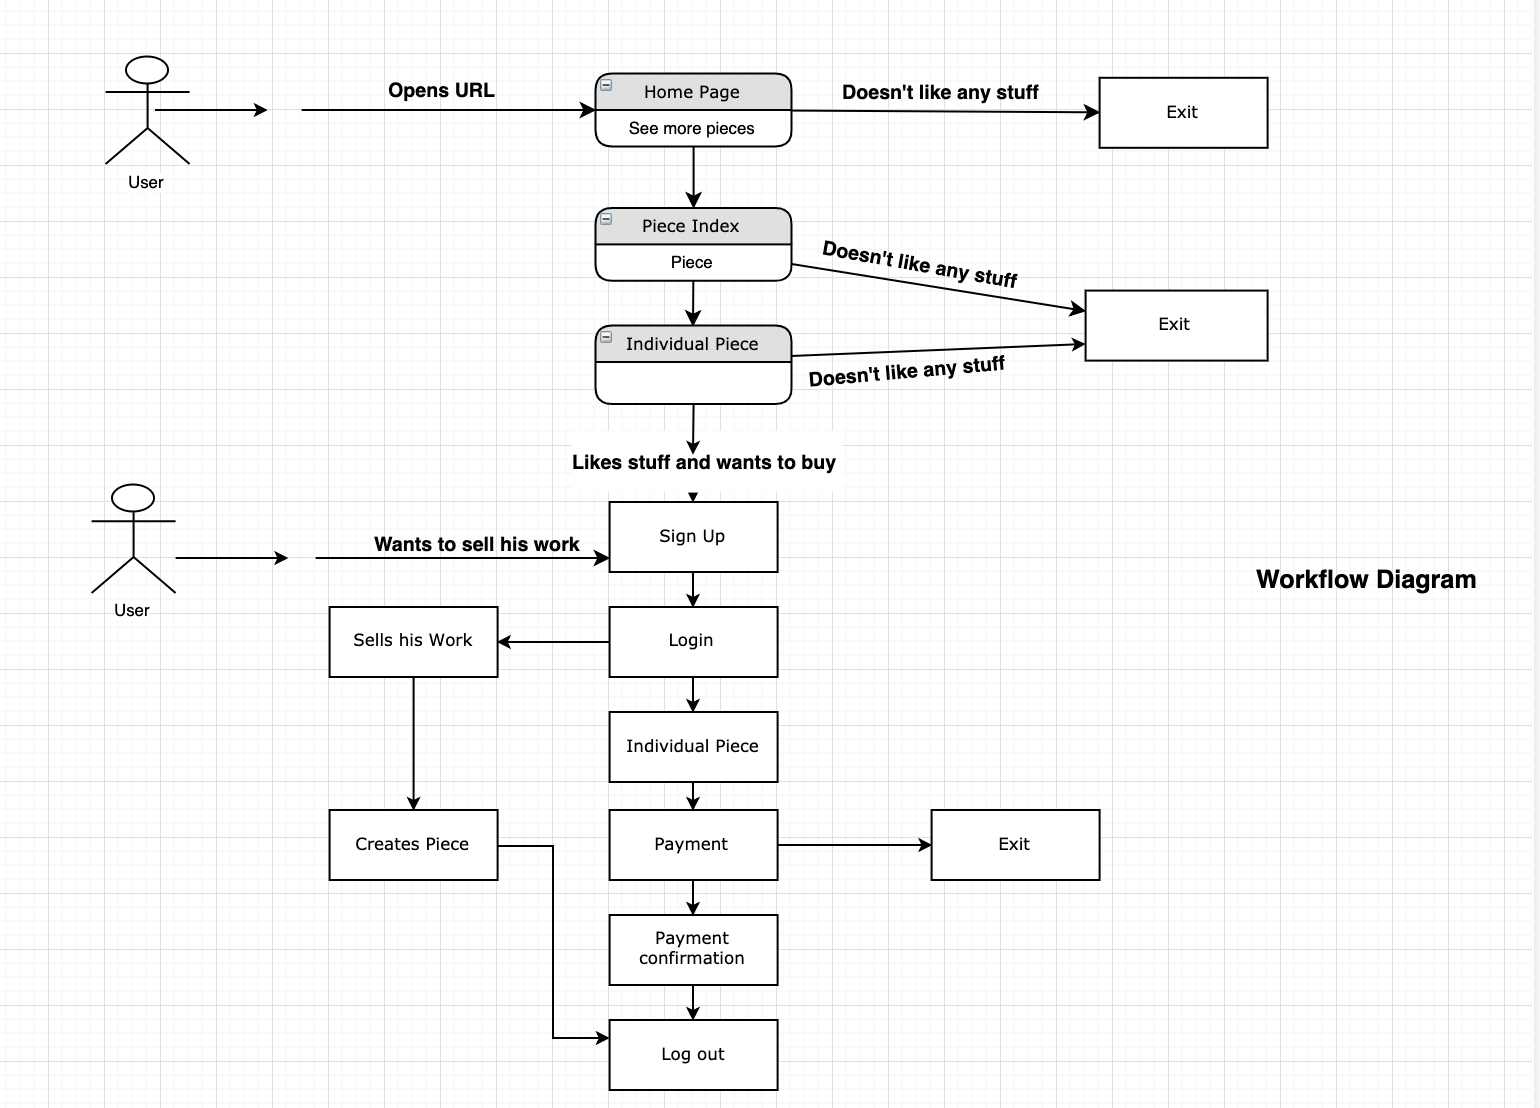 Opens URL
Home Page
See more pieces
Doesn't like any stuff
Exit
User
Piece Index
Piece
Doesn't like any stuff
Exit
Individual Piece
Doesn't like any stuff
Likes stuff and wants to buy
Sign Up
Wants to sell his work
Workflow Diagram
User
Sells his Work
Login
Individual Piece
Creates Piece
Payment
Exit
Payment
confirmation
Log out